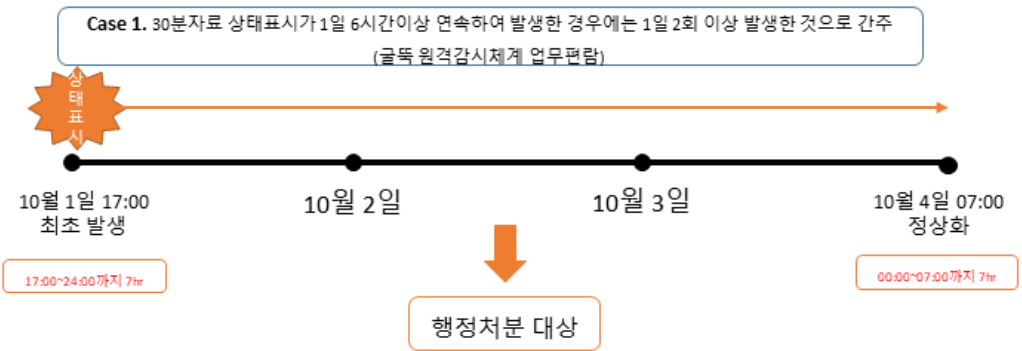 Case 1. 30분자료 상태표시가 1일 6시간이상 연속하여 발생한 경우에는 1일 2회 이상 발생한 것으로 간주
(굴뚝 원격감시체계 업무편람)
상
태
표
시
10월 1일 17:00
최초 발생
10월 2일
10월 3일
10월 4일 07:00
정상화
17:00~24:00까지 7hr
00:00~07:00까지 7hr
행정처분 대상